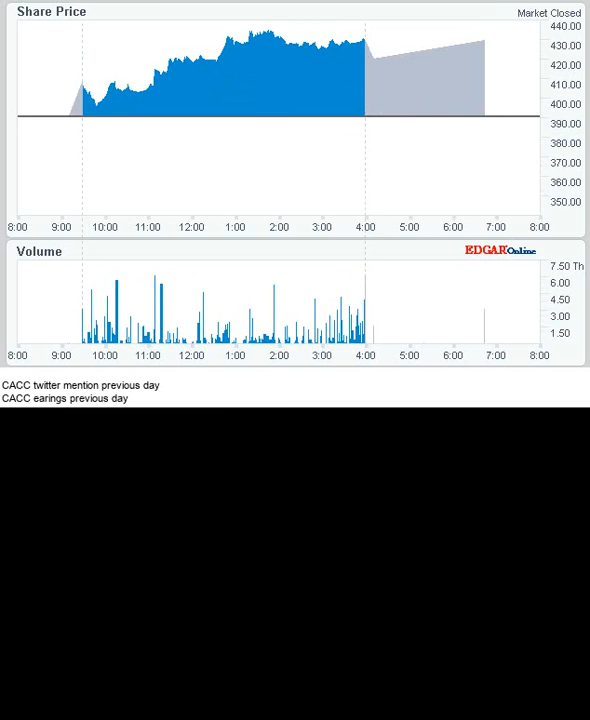 Share Price
Market Closed
440.00
430.00
420.00
410.00
400.00
390.00
380.00
370.00
360.00
350.00
8:00 9:00 10:00 11:00 12:00 1:00 2:00 3:00 4:00 5:00 6:00 7:00 8:00
Volume
EDGAR Online
7.50 Th
6.00
4.50
3.00
1.50
8:00 9:00 10:00 11:00 12:00 1:00 2:00 3:00 4:00 5:00 6:00 7:00 8:00
CACC twitter mention previous day
CACC earings previous day